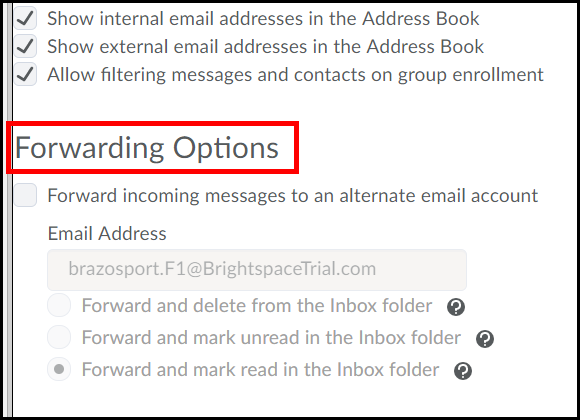 Show internal email addresses in the Address Book
Show external email addresses in the Address Book
Allow filtering messages and contacts on group enrollment
Forwarding Options
Forward incoming messages to an alternate email account
Email Address
brazosport.F1@BrightspaceTrial.com
Forward and delete from the Inbox folder ?
Forward and mark unread in the Inbox folder ?
Forward and mark read in the Inbox folder ?